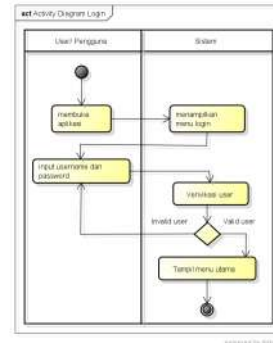 act Activity Diagram Login
User/ Pengguna
Sistem
membuka
aplikasi
menampilkan
menu login
input username dan
password
Verivikasi user
Invalid user
Valid user
Tampil menu utama